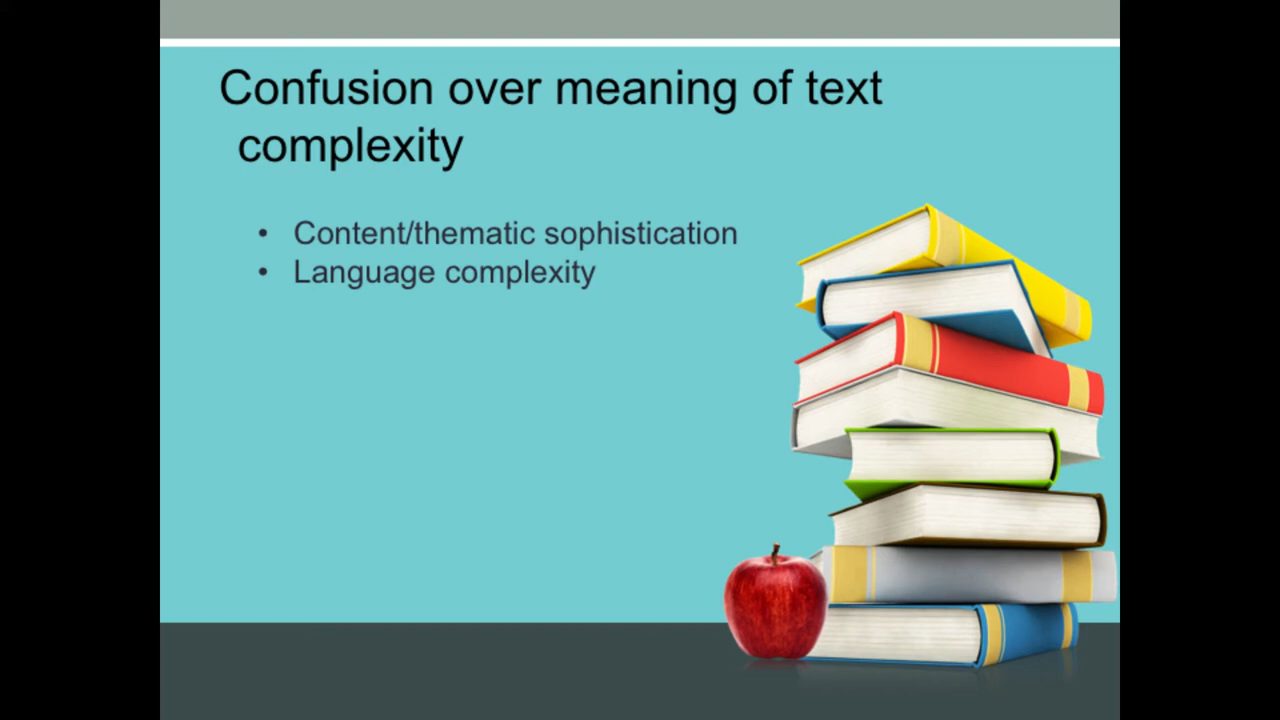 Confusion over meaning of text
complexity
• Content/thematic sophistication
• Language complexity